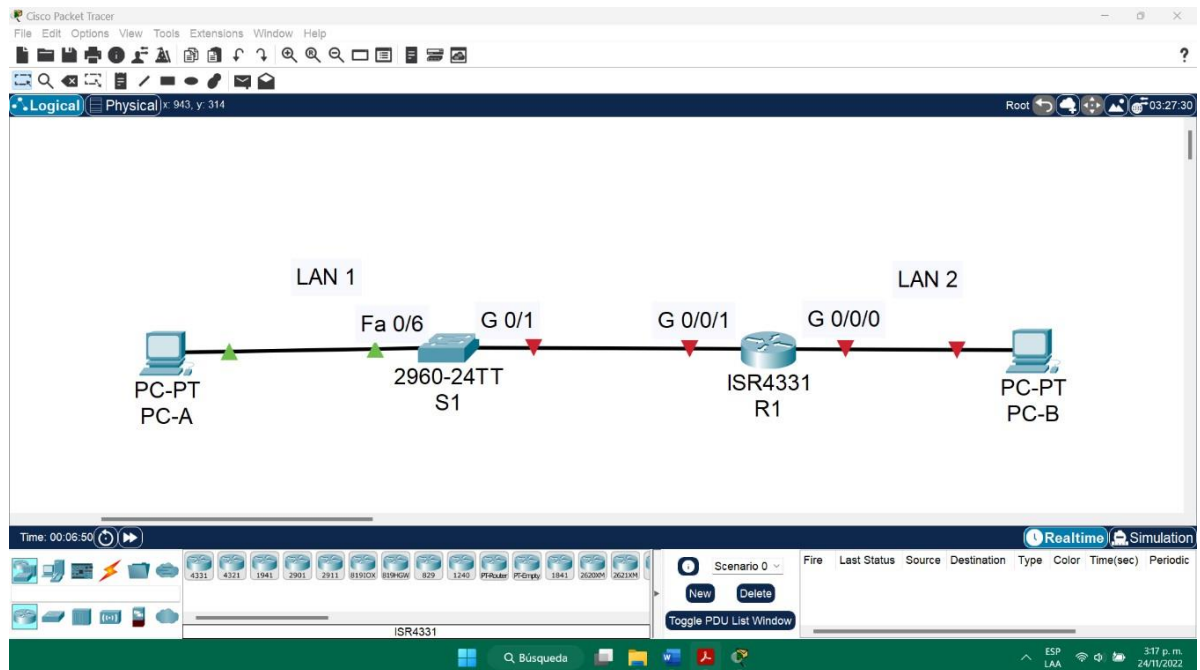 Cisco Packet Tracer
File Edit Options View Tools Extensions Window Help
?
Logical Physical x: 943, y: 314 Root 03:27:30
LAN 1 LAN 2
Fa 0/6 G 0/1 G 0/0/1 G 0/0/0
PC-PT 2960-24TT ISR4331 PC-PT
PC-A S1 R1 PC-B
Time: 00:06:50 Realtime Simulation
Scenario 0 Fire Last Status Source Destination Type Color Time(sec) Periodic
4331 4321 1941 2901 2911 819IOX 819HGW 829 1240 PT-Router PT-Empty 1841 2620XM 2621XM
New Delete
Toggle PDU List Window
ISR4331
Búsqueda ESP 3:17 p. m.
LAA 24/11/2022